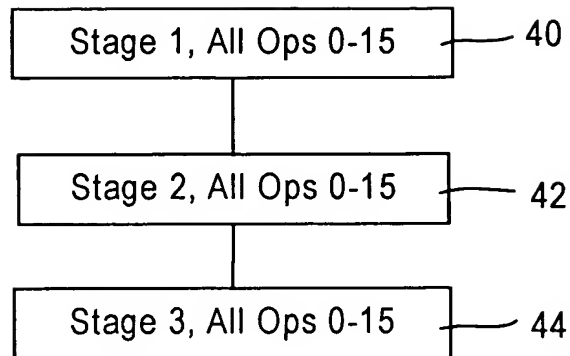 Stage 1, All Ops 0-15 40
Stage 2, All Ops 0-15 42
Stage 3, All Ops 0-15 44